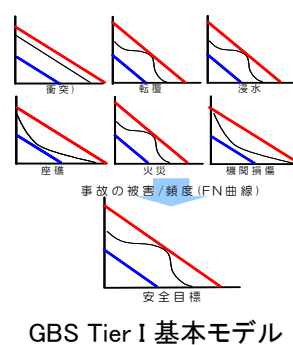 衝突)
転覆
浸水
座礁
火災
機関損傷
事故の被害/頻度(FN曲線)
安全目標
GBS Tier I 基本モデル